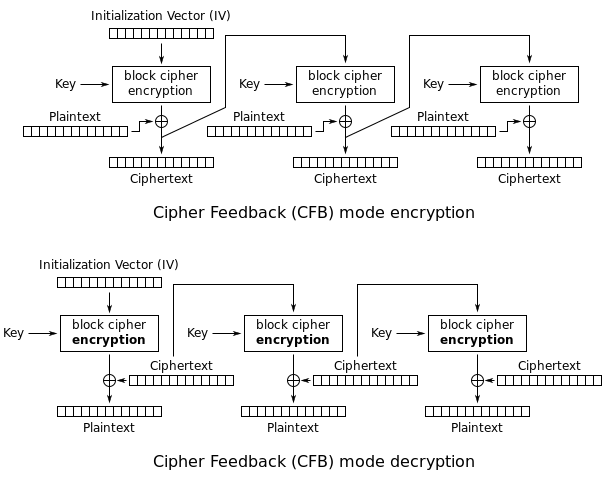 Initialization Vector (IV)
Key
block cipher
encryption
Key
block cipher
encryption
Key
block cipher
encryption
Plaintext
Plaintext
Plaintext
Ciphertext
Ciphertext
Ciphertext
Cipher Feedback (CFB) mode encryption
Initialization Vector (IV)
Key
block cipher
encryption
Key
block cipher
encryption
Key
block cipher
encryption
Ciphertext
Ciphertext
Ciphertext
Plaintext
Plaintext
Plaintext
Cipher Feedback (CFB) mode decryption